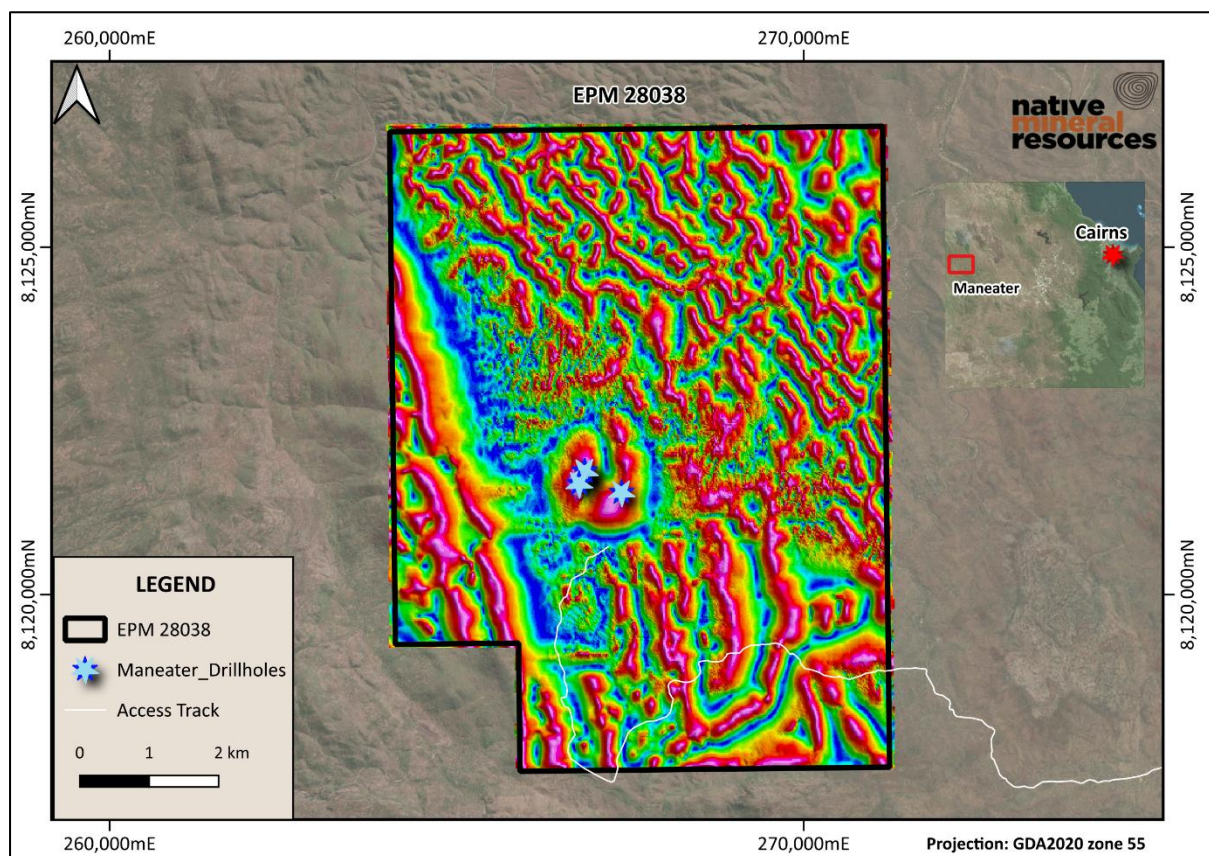 260,000mE
270,000mE
EPM 28038
native
mineral
resources
8,125,000mN
8,125,000mN
Cairns
Maneater
8,120,000mN
8,120,000mN
LEGEND
EPM 28038
Maneater_Drillholes
Access Track
0 1 2 km
260,000mE
270,000mE
Projection: GDA2020 zone 55